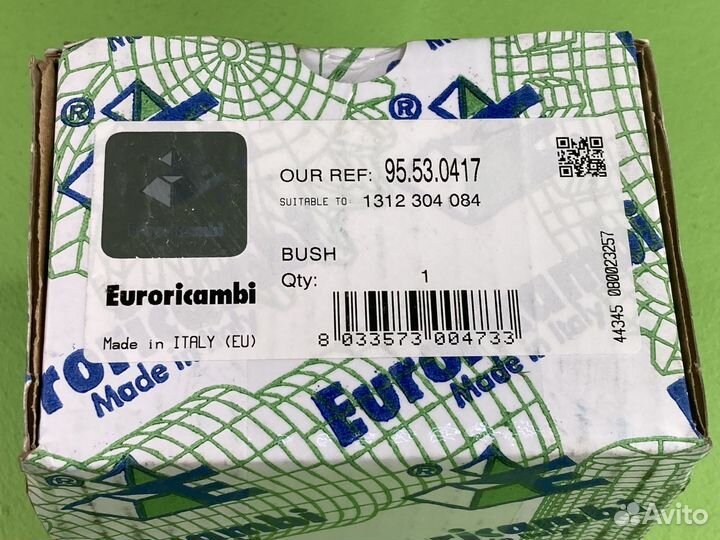 OUR REF: 95.53.0417
SUITABLE TO: 1312 304 084
BUSH
Qty: 1
Euroricambi
Made in ITALY (EU)
8 033573 004733
44345 080023257
Made in Italy
Euroricambi
Euroricambi
Avito